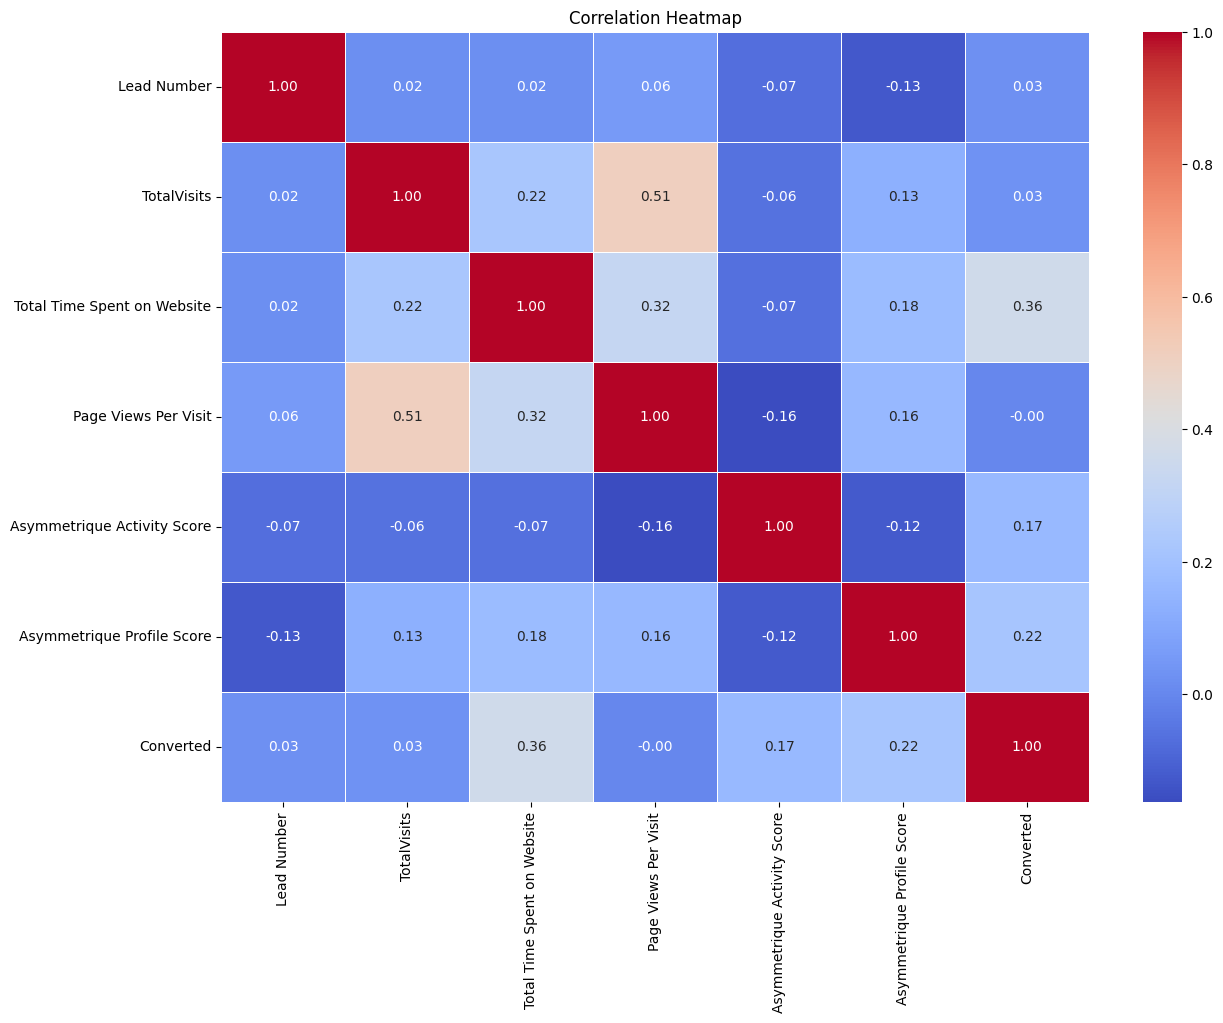 Correlation Heatmap
Lead Number 1.00 0.02 0.02 0.06 -0.07 -0.13 0.03
TotalVisits 0.02 1.00 0.22 0.51 -0.06 0.13 0.03
Total Time Spent on Website 0.02 0.22 1.00 0.32 -0.07 0.18 0.36
Page Views Per Visit 0.06 0.51 0.32 1.00 -0.16 0.16 -0.00
Asymmetrique Activity Score -0.07 -0.06 -0.07 -0.16 1.00 -0.12 0.17
Asymmetrique Profile Score -0.13 0.13 0.18 0.16 -0.12 1.00 0.22
Converted 0.03 0.03 0.36 -0.00 0.17 0.22 1.00
Lead Number
TotalVisits
Total Time Spent on Website
Page Views Per Visit
Asymmetrique Activity Score
Asymmetrique Profile Score
Converted
1.0
0.8
0.6
0.4
0.2
0.0